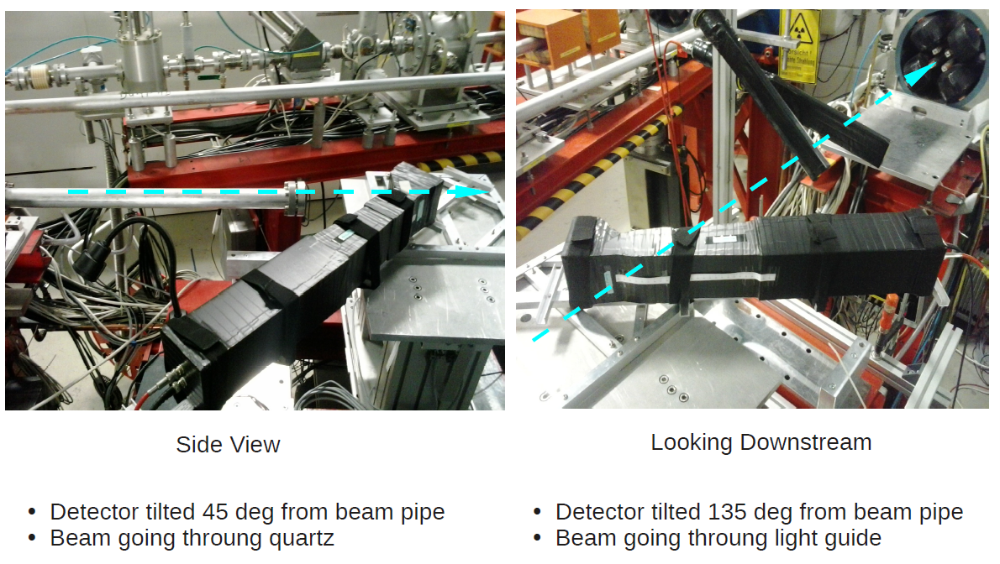 Side View
Looking Downstream
• Detector tilted 45 deg from beam pipe
• Beam going throung quartz
• Detector tilted 135 deg from beam pipe
• Beam going throung light guide